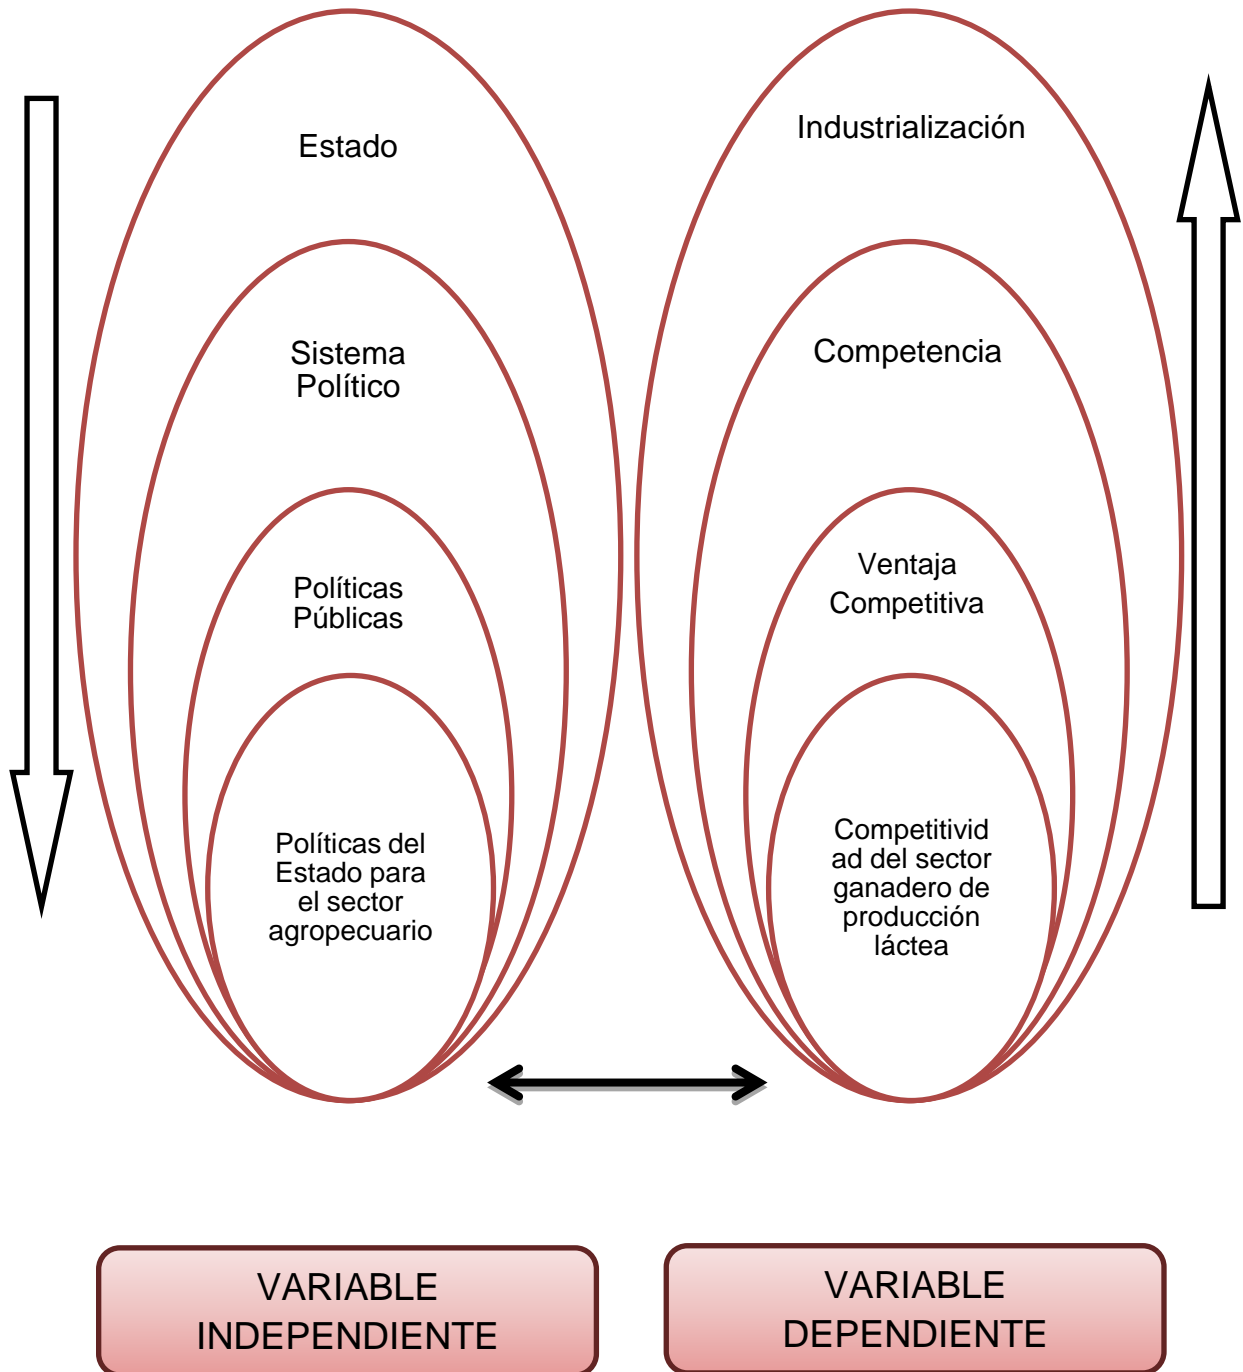 Estado
Sistema
Político
Políticas
Públicas
Políticas del
Estado para
el sector
agropecuario
Industrialización
Competencia
Ventaja
Competitiva
Competitivid
ad del sector
ganadero de
producción
láctea
VARIABLE
INDEPENDIENTE
VARIABLE
DEPENDIENTE